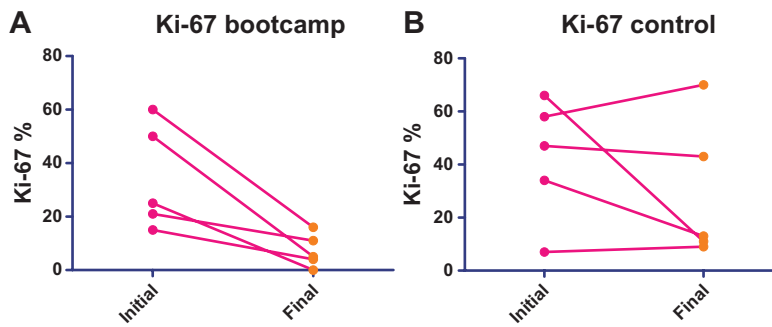 A
Ki-67 bootcamp
80
60
40
20
0
Ki-67 %
Initial
Final
B
Ki-67 control
80
60
40
20
0
Ki-67 %
Initial
Final